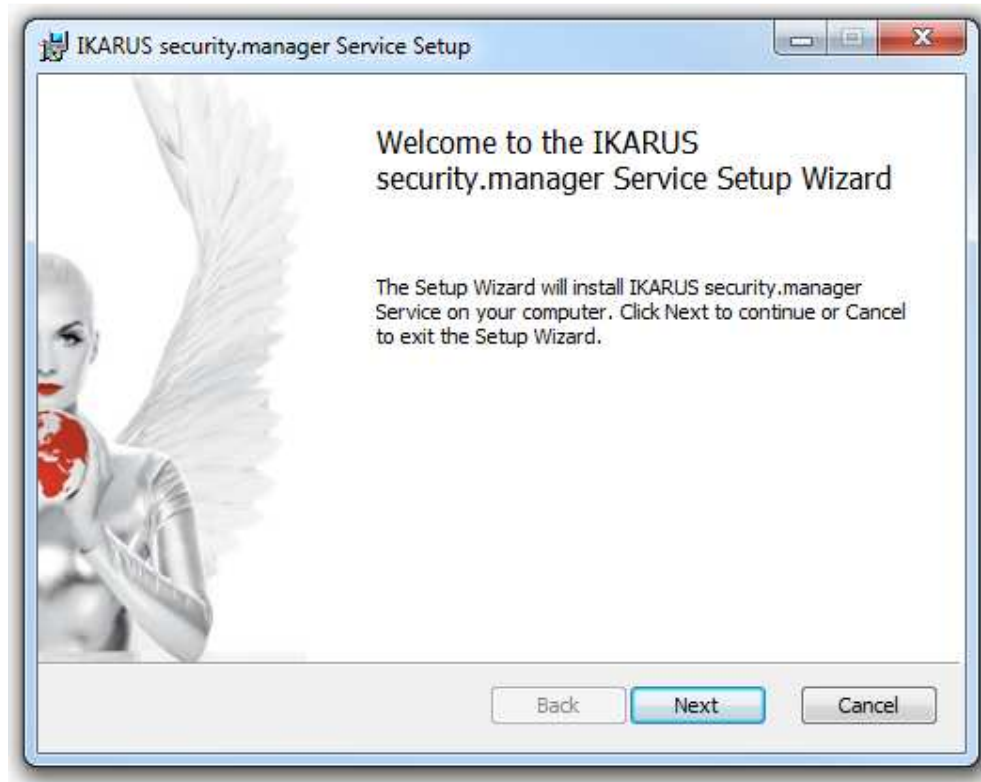 IKARUS security.manager Service Setup
Welcome to the IKARUS
security.manager Service Setup Wizard
The Setup Wizard will install IKARUS security.manager
Service on your computer. Click Next to continue or Cancel
to exit the Setup Wizard.
Back Next Cancel